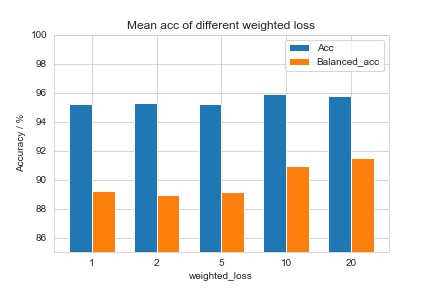 Mean acc of different weighted loss
Acc
Balanced_acc
Accuracy / %
100
98
96
94
92
90
88
86
1 2 5 10 20
weighted_loss